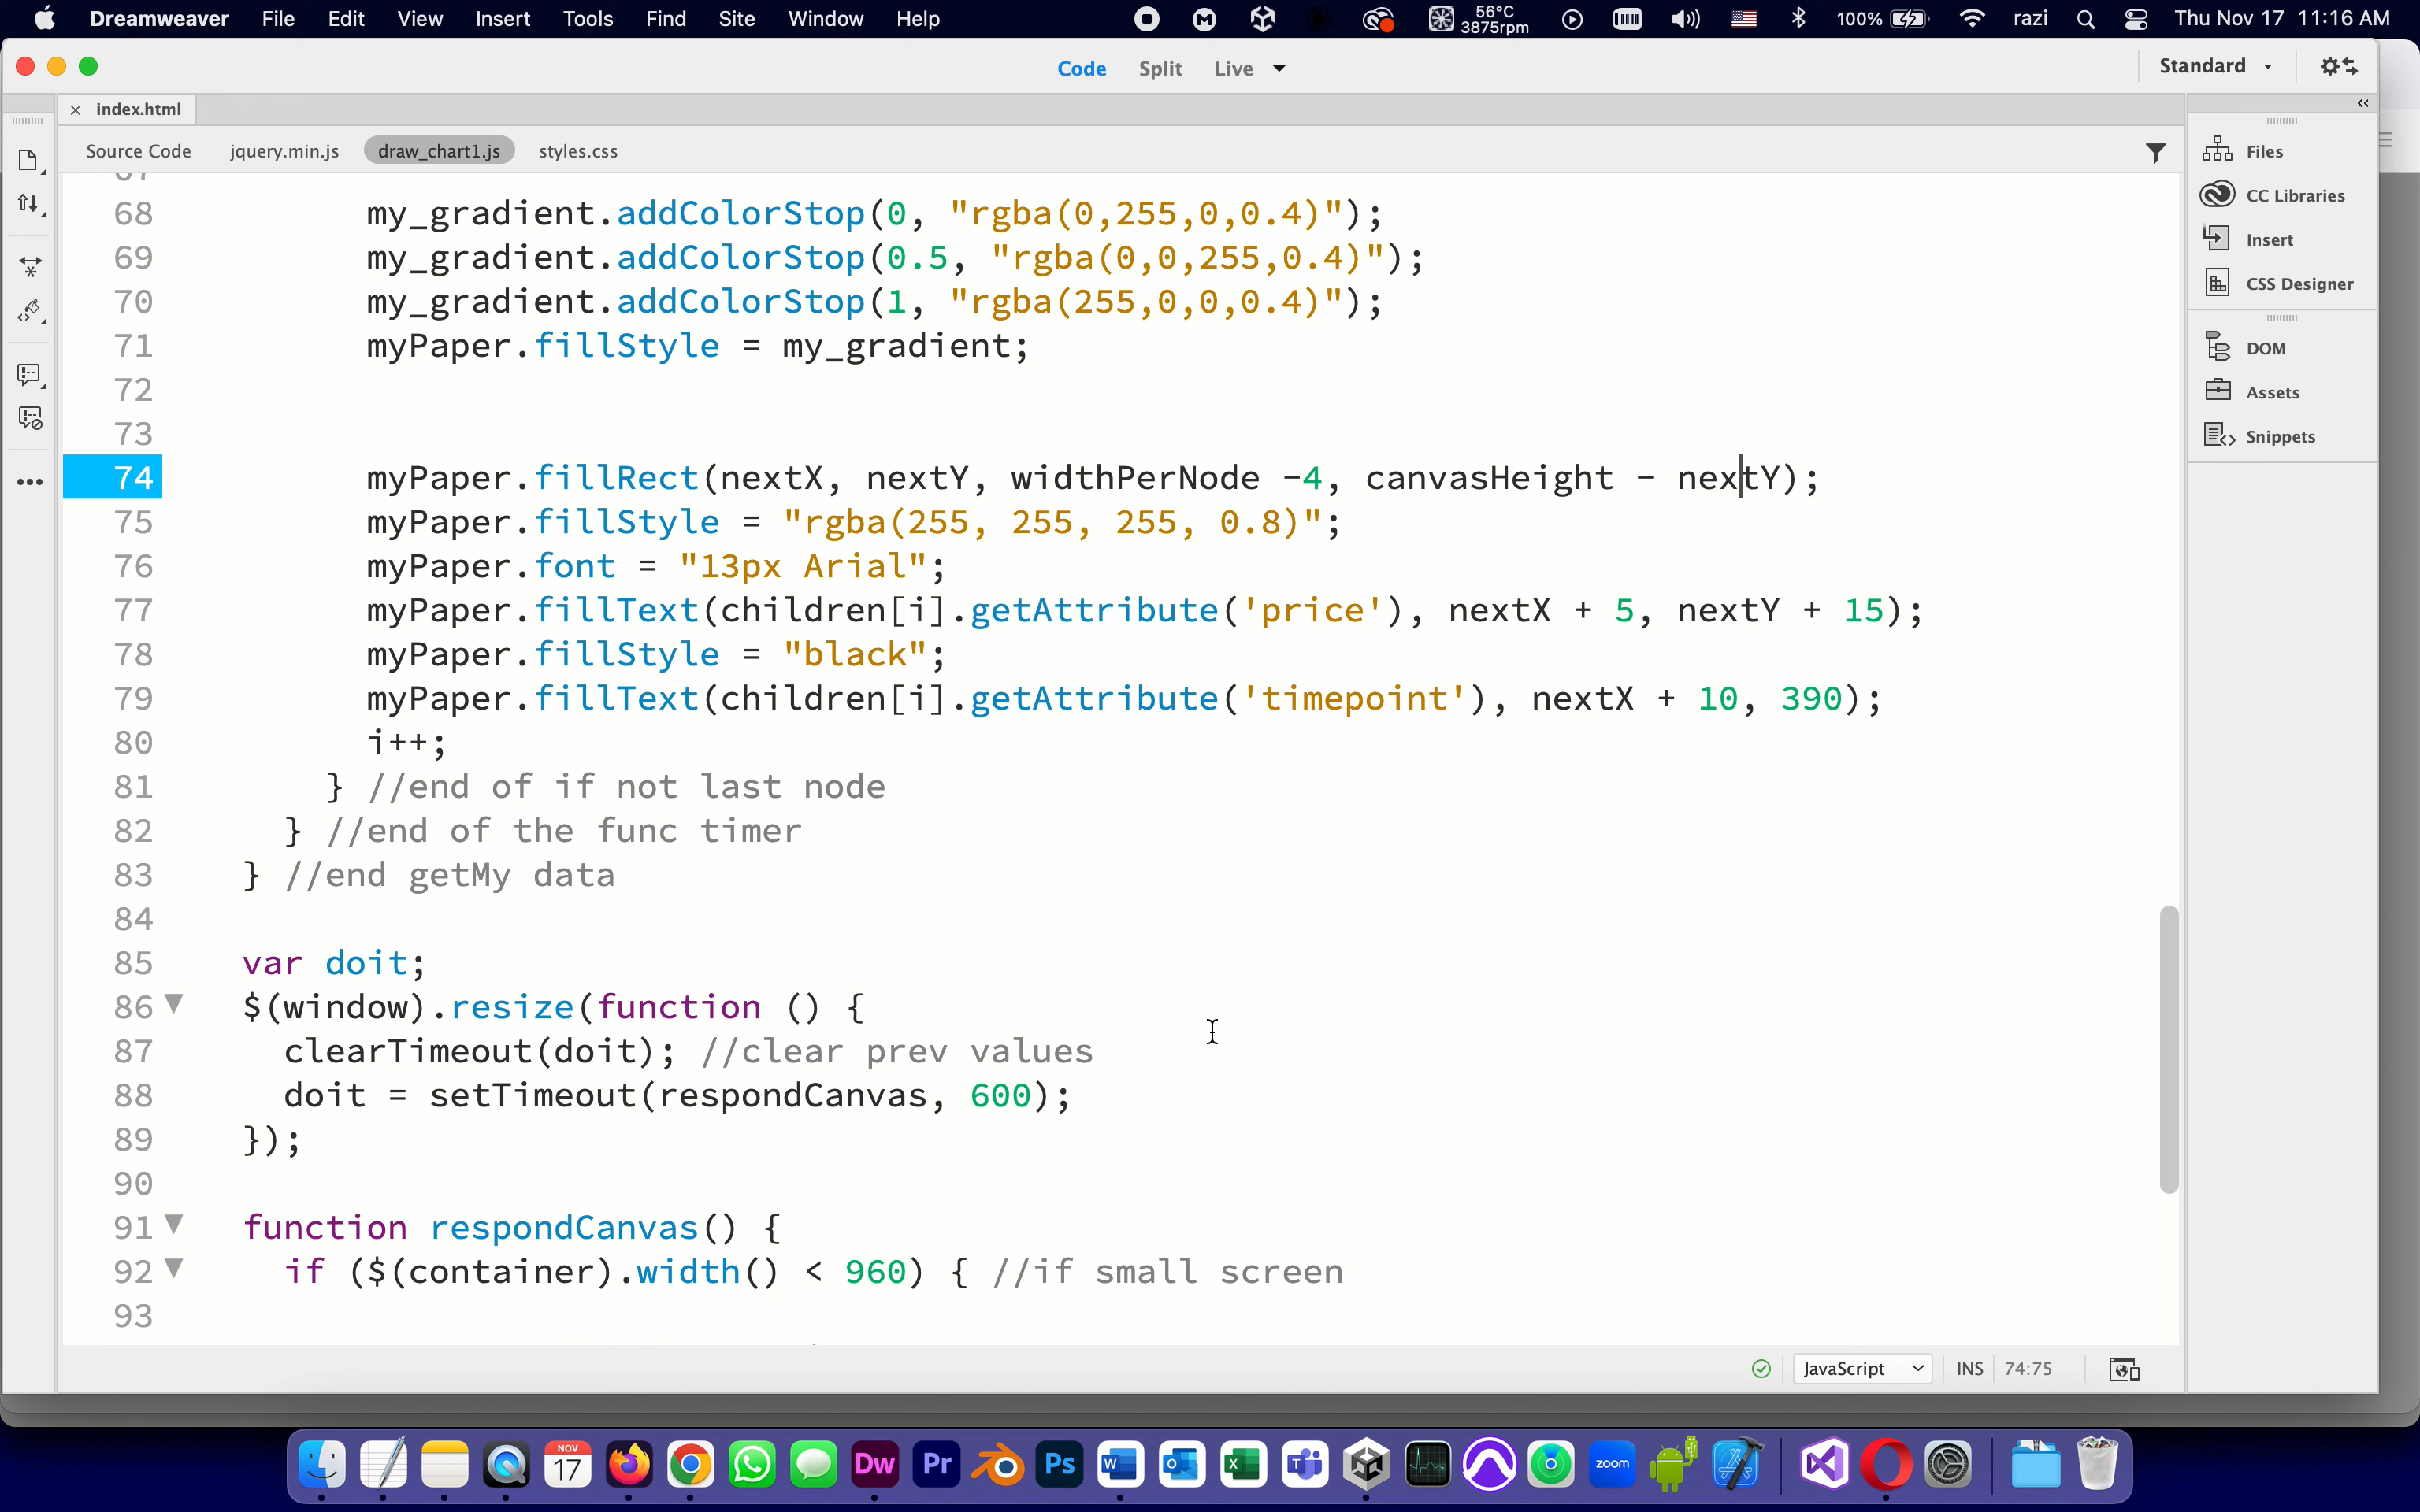 Dreamweaver File Edit View Insert Tools Find Site Window Help 56°C 3875rpm 100% razi Thu Nov 17 11:16 AM
Code Split Live Standard
index.html
Source Code jquery.min.js draw_chart1.js styles.css
68 my_gradient.addColorStop(0, "rgba(0,255,0,0.4)");
69 my_gradient.addColorStop(0.5, "rgba(0,0,255,0.4)");
70 my_gradient.addColorStop(1, "rgba(255,0,0,0.4)");
71 myPaper.fillStyle = my_gradient;
72
73
74 myPaper.fillRect(nextX, nextY, widthPerNode -4, canvasHeight - nextY);
75 myPaper.fillStyle = "rgba(255, 255, 255, 0.8)";
76 myPaper.font = "13px Arial";
77 myPaper.fillText(children[i].getAttribute('price'), nextX + 5, nextY + 15);
78 myPaper.fillStyle = "black";
79 myPaper.fillText(children[i].getAttribute('timepoint'), nextX + 10, 390);
80 i++;
81 } //end of if not last node
82 } //end of the func timer
83 } //end getMy data
84
85 var doit;
86 $(window).resize(function () {
87 clearTimeout(doit); //clear prev values
88 doit = setTimeout(respondCanvas, 600);
89 });
90
91 function respondCanvas() {
92 if ($(container).width() < 960) { //if small screen
93
Files
CC Libraries
Insert
CSS Designer
DOM
Assets
Snippets
JavaScript INS 74:75
NOV
17
Dw Pr Ps W X zoom